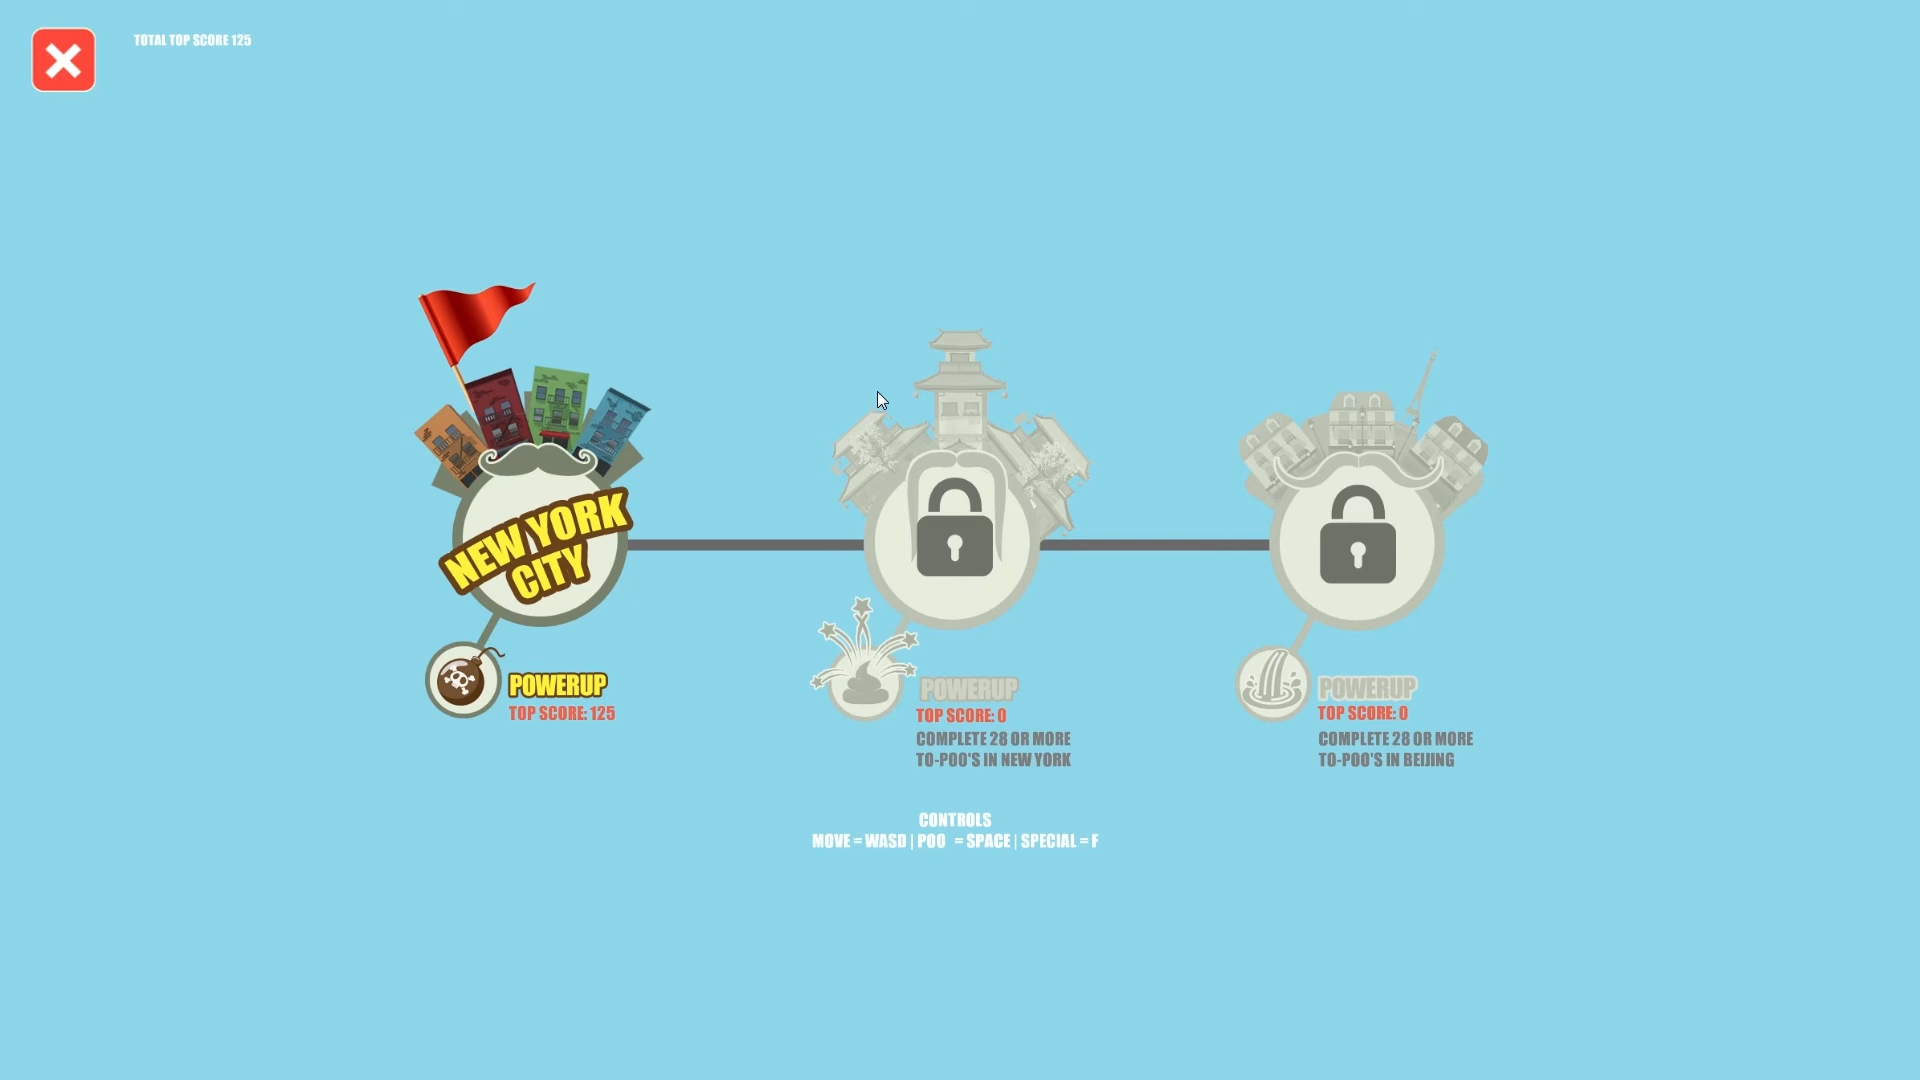 TOTAL TOP SCORE 125
NEW YORK
CITY
POWERUP
TOP SCORE: 125
POWERUP
TOP SCORE: 0
COMPLETE 28 OR MORE
TO-POO'S IN NEW YORK
POWERUP
TOP SCORE: 0
COMPLETE 28 OR MORE
TO-POO'S IN BEIJING
CONTROLS
MOVE = WASD | POO = SPACE | SPECIAL = F